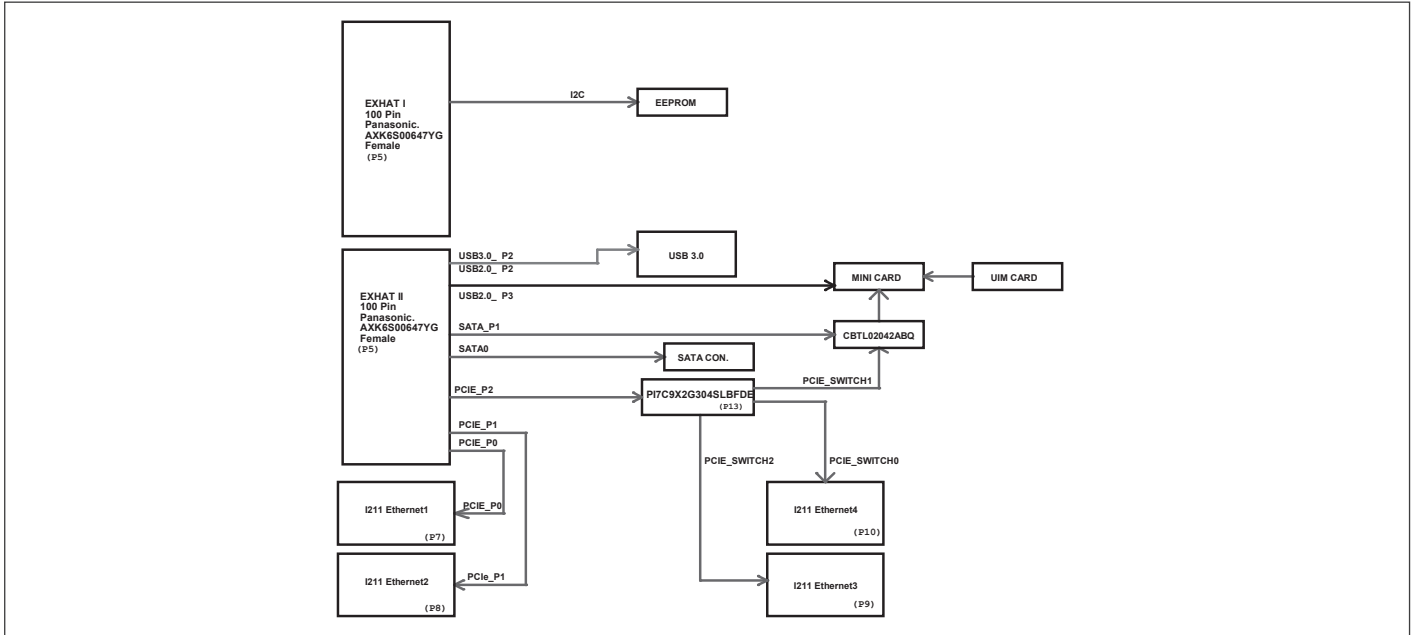 EXHAT I
100 Pin
Panasonic.
AXK6S00647YG
Female
(P5)
I2C
EEPROM
EXHAT II
100 Pin
Panasonic.
AXK6S00647YG
Female
(P5)
USB3.0_ P2
USB2.0_ P2
USB 3.0
USB2.0_ P3
MINI CARD
UIM CARD
SATA_P1
CBTL02042ABQ
SATA0
SATA CON.
PCIE_P2
PI7C9X2G304SLBFDE
(P13)
PCIE_SWITCH1
PCIE_P1
PCIE_P0
PCIE_SWITCH2
PCIE_SWITCH0
I211 Ethernet1
(P7)
PCIE_P0
I211 Ethernet4
(P10)
I211 Ethernet2
(P8)
PCIe_P1
I211 Ethernet3
(P9)